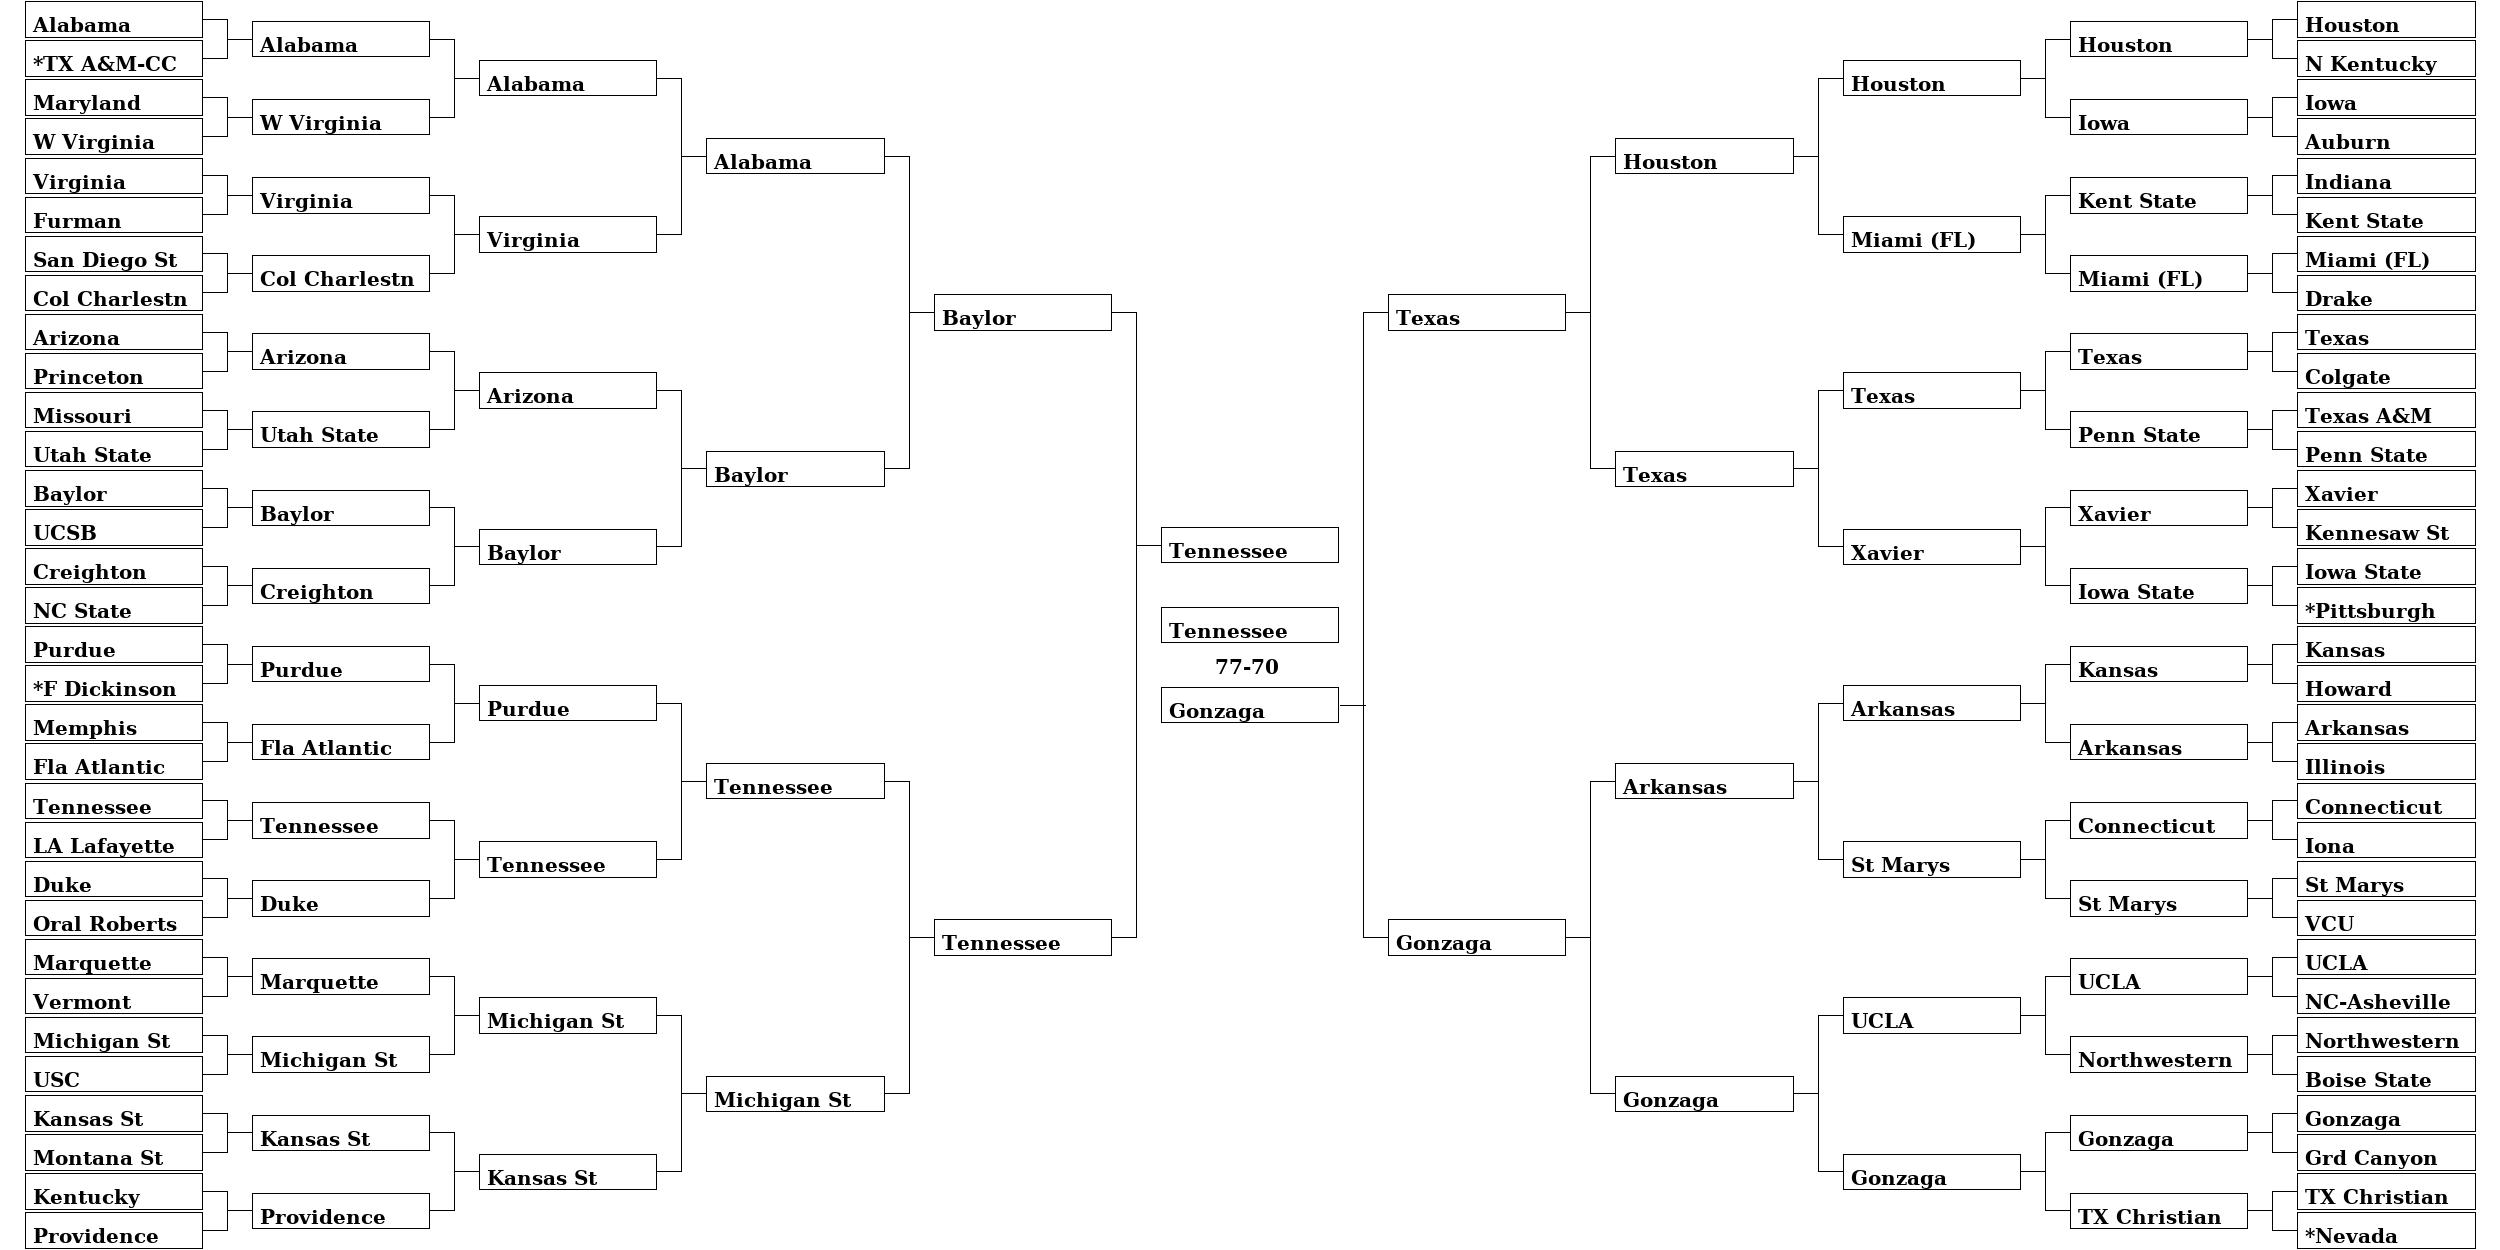 Alabama
*TX A&M-CC
Maryland
W Virginia
Virginia
Furman
San Diego St
Col Charlestn
Arizona
Princeton
Missouri
Utah State
Baylor
UCSB
Creighton
NC State
Purdue
*F Dickinson
Memphis
Fla Atlantic
Tennessee
LA Lafayette
Duke
Oral Roberts
Marquette
Vermont
Michigan St
USC
Kansas St
Montana St
Kentucky
Providence
Alabama
W Virginia
Virginia
Col Charlestn
Arizona
Utah State
Baylor
Creighton
Purdue
Fla Atlantic
Tennessee
Duke
Marquette
Michigan St
Kansas St
Providence
Alabama
Virginia
Arizona
Baylor
Purdue
Tennessee
Michigan St
Kansas St
Alabama
Baylor
Tennessee
Michigan St
Baylor
Tennessee
Tennessee
Tennessee
77-70
Gonzaga
Texas
Gonzaga
Houston
Texas
Arkansas
Gonzaga
Houston
Miami (FL)
Texas
Xavier
Arkansas
St Marys
UCLA
Gonzaga
Houston
Iowa
Kent State
Miami (FL)
Texas
Penn State
Xavier
Iowa State
Kansas
Arkansas
Connecticut
St Marys
UCLA
Northwestern
Gonzaga
TX Christian
Houston
N Kentucky
Iowa
Auburn
Indiana
Kent State
Miami (FL)
Drake
Texas
Colgate
Texas A&M
Penn State
Xavier
Kennesaw St
Iowa State
*Pittsburgh
Kansas
Howard
Arkansas
Illinois
Connecticut
Iona
St Marys
VCU
UCLA
NC-Asheville
Northwestern
Boise State
Gonzaga
Grd Canyon
TX Christian
*Nevada